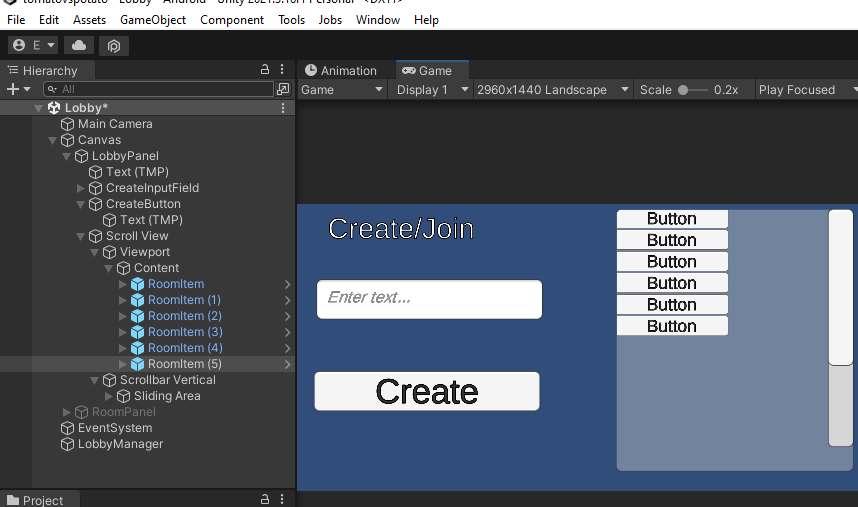 tomatovspotato - Lobby - Android - Unity 2021.3.16f1 Personal* <DX11>
File Edit Assets GameObject Component Tools Jobs Window Help
E
Hierarchy
All
Animation
Game
Game
Display 1
2960x1440 Landscape
Scale
0.2x
Play Focused
Lobby*
Main Camera
Canvas
LobbyPanel
Text (TMP)
CreateInputField
CreateButton
Text (TMP)
Scroll View
Viewport
Content
RoomItem
RoomItem (1)
RoomItem (2)
RoomItem (3)
RoomItem (4)
RoomItem (5)
Scrollbar Vertical
Sliding Area
RoomPanel
EventSystem
LobbyManager
Create/Join
Enter text...
Create
Button
Button
Button
Button
Button
Button
Project